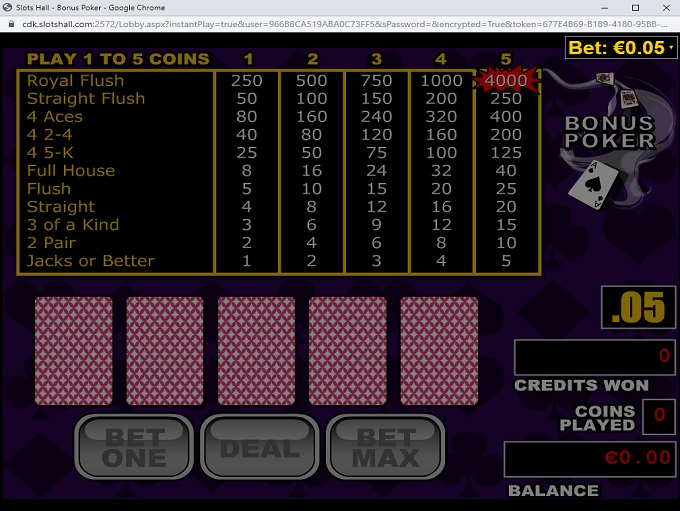 Slots Hall - Bonus Poker - Google Chrome
cdk.slotshall.com:2572/Lobby.aspx?instantPlay=true&user=966B8CA519ABA0C73FF5&sPassword=&encrypted=True&token=677E4B69-B1B9-4180-95BB-...
Bet: €0.05
PLAY 1 TO 5 COINS 1 2 3 4 5
Royal Flush 250 500 750 1000 4000
Straight Flush 50 100 150 200 250
4 Aces 80 160 240 320 400
4 2-4 40 80 120 160 200
4 5-K 25 50 75 100 125
Full House 8 16 24 32 40
Flush 5 10 15 20 25
Straight 4 8 12 16 20
3 of a Kind 3 6 9 12 15
2 Pair 2 4 6 8 10
Jacks or Better 1 2 3 4 5
BONUS
POKER
A
.05
0
CREDITS WON
COINS
PLAYED 0
€0.00
BALANCE
BET
ONE
DEAL
BET
MAX